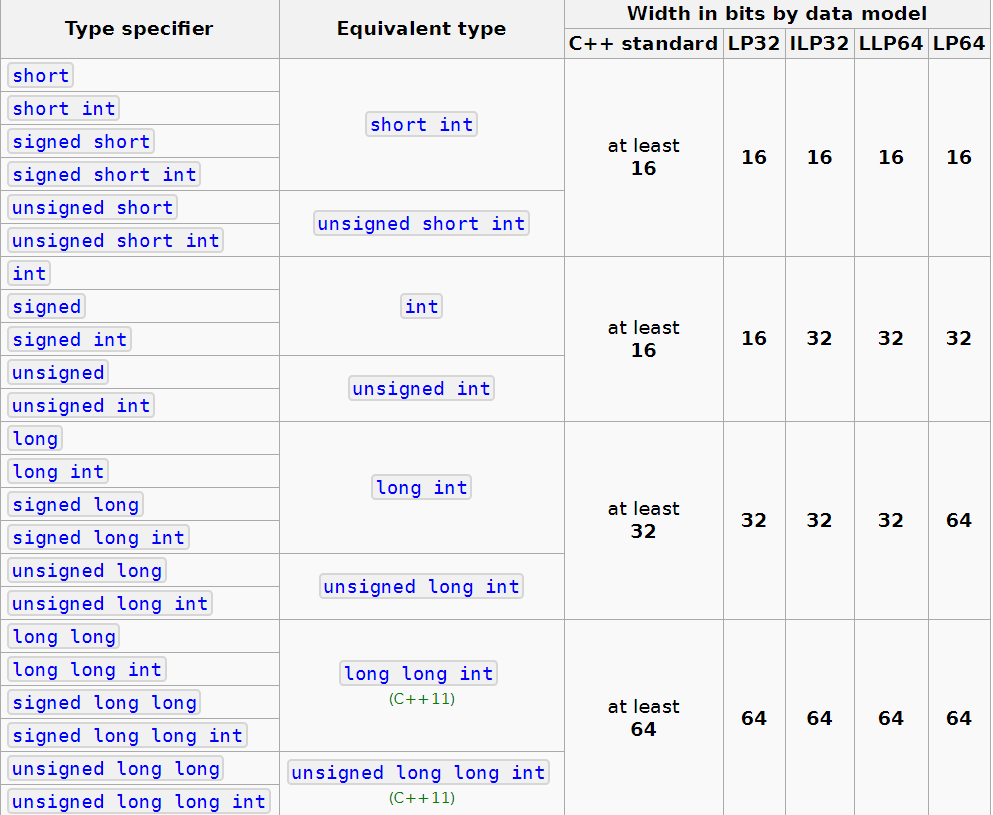 Type specifier Equivalent type Width in bits by data model
C++ standard LP32 ILP32 LLP64 LP64
short
short int
signed short
signed short int
short int
unsigned short
unsigned short int
unsigned short int
at least
16 16 16 16 16
int
signed
signed int
int
unsigned
unsigned int
unsigned int
at least
16 16 32 32 32
long
long int
signed long
signed long int
long int
unsigned long
unsigned long int
unsigned long int
at least
32 32 32 32 64
long long
long long int
signed long long
signed long long int
long long int
(C++11)
unsigned long long
unsigned long long int
unsigned long long int
(C++11)
at least
64 64 64 64 64